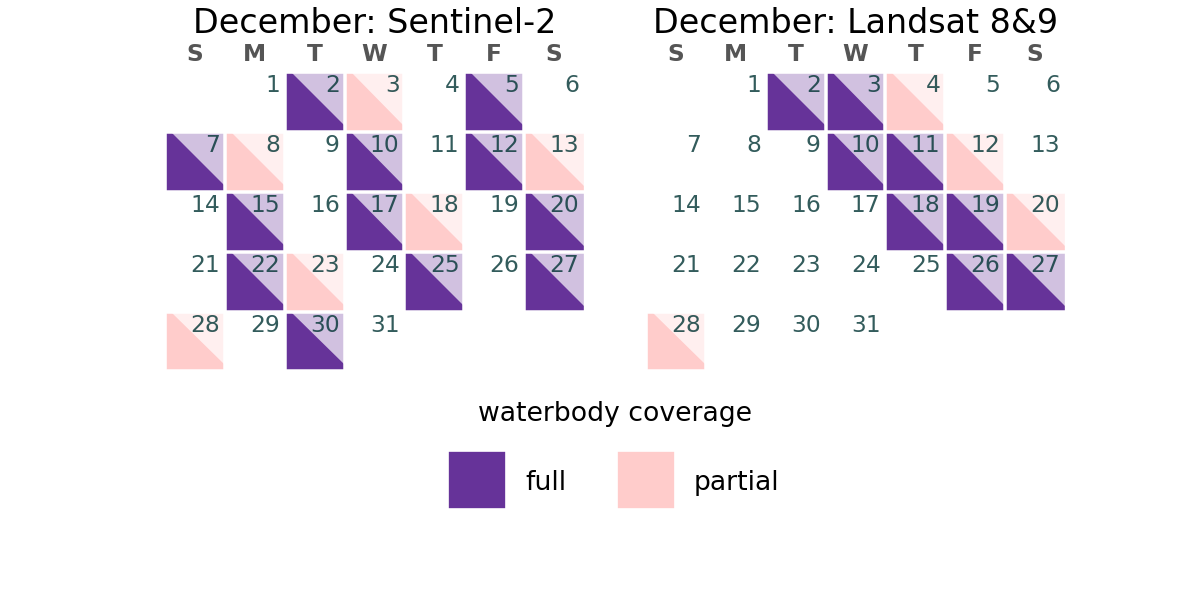 December: Sentinel-2
S M T W T F S
1 2 3 4 5 6
7 8 9 10 11 12 13
14 15 16 17 18 19 20
21 22 23 24 25 26 27
28 29 30 31
December: Landsat 8&9
S M T W T F S
1 2 3 4 5 6
7 8 9 10 11 12 13
14 15 16 17 18 19 20
21 22 23 24 25 26 27
28 29 30 31
waterbody coverage
full
partial